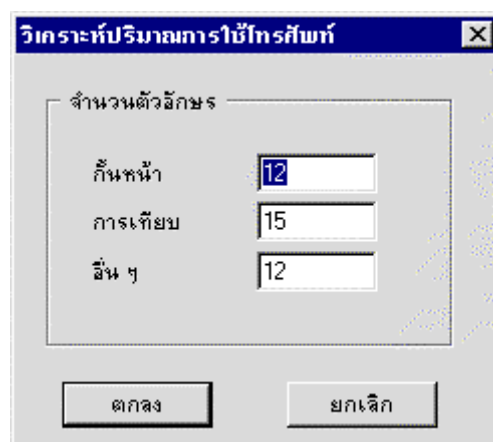 วิเคราะห์ปริมาณการใช้โทรศัพท์
จำนวนตัวอักษร
กั้นหน้า 12
การเทียบ 15
อื่น ๆ 12
ตกลง ยกเลิก